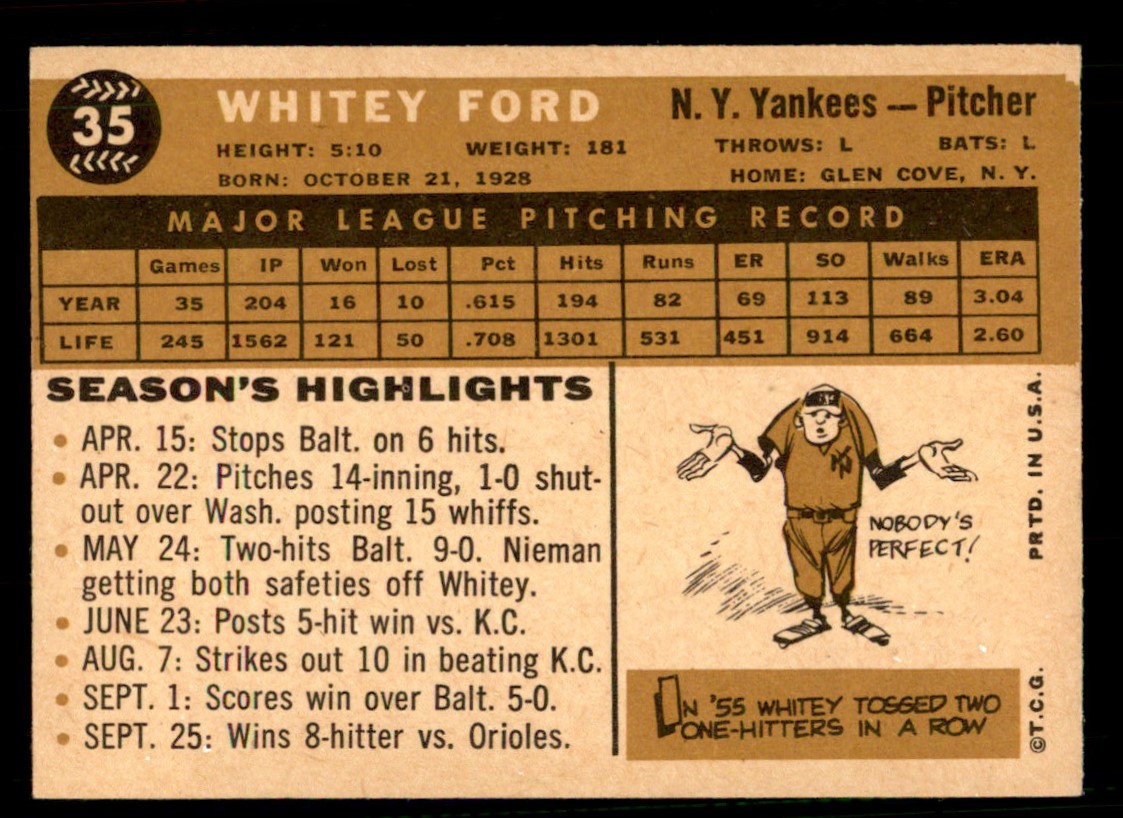 35
WHITEY FORD
N. Y. Yankees — Pitcher
HEIGHT: 5:10 WEIGHT: 181 THROWS: L BATS: L
BORN: OCTOBER 21, 1928 HOME: GLEN COVE, N. Y.
MAJOR LEAGUE PITCHING RECORD
Games IP Won Lost Pct Hits Runs ER SO Walks ERA
YEAR 35 204 16 10 .615 194 82 69 113 89 3.04
LIFE 245 1562 121 50 .708 1301 531 451 914 664 2.60
SEASON'S HIGHLIGHTS
• APR. 15: Stops Balt. on 6 hits.
• APR. 22: Pitches 14-inning, 1-0 shut-
out over Wash. posting 15 whiffs.
• MAY 24: Two-hits Balt. 9-0. Nieman
getting both safeties off Whitey.
• JUNE 23: Posts 5-hit win vs. K.C.
• AUG. 7: Strikes out 10 in beating K.C.
• SEPT. 1: Scores win over Balt. 5-0.
• SEPT. 25: Wins 8-hitter vs. Orioles.
NY
NOBODY'S
PERFECT!
IN '55 WHITEY TOSSED TWO
ONE-HITTERS IN A ROW
©T.C.G. PRTD. IN U.S.A.